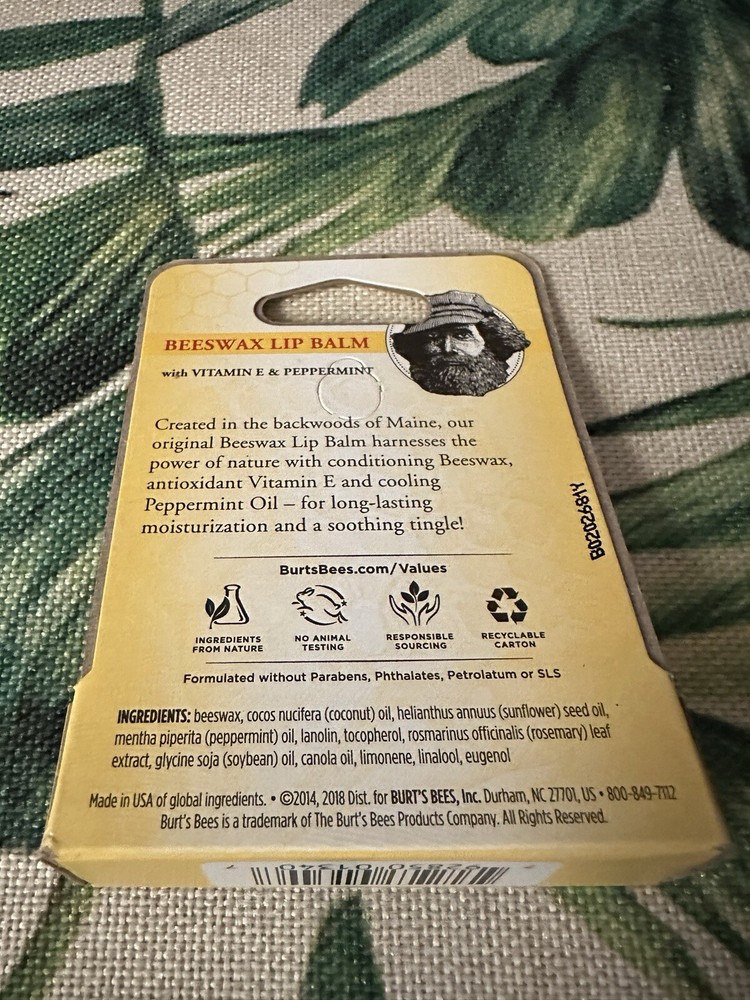 BEESWAX LIP BALM
with VITAMIN E & PEPPERMINT
Created in the backwoods of Maine, our
original Beeswax Lip Balm harnesses the
power of nature with conditioning Beeswax,
antioxidant Vitamin E and cooling
Peppermint Oil – for long-lasting
moisturization and a soothing tingle!
B0202681Y
BurtsBees.com/Values
INGREDIENTS
FROM NATURE
NO ANIMAL
TESTING
RESPONSIBLE
SOURCING
RECYCLABLE
CARTON
Formulated without Parabens, Phthalates, Petrolatum or SLS
INGREDIENTS: beeswax, cocos nucifera (coconut) oil, helianthus annuus (sunflower) seed oil,
mentha piperita (peppermint) oil, lanolin, tocopherol, rosmarinus officinalis (rosemary) leaf
extract, glycine soja (soybean) oil, canola oil, limonene, linalool, eugenol
Made in USA of global ingredients. • ©2014, 2018 Dist. for BURT'S BEES, Inc. Durham, NC 27701, US • 800-849-7112
Burt's Bees is a trademark of The Burt's Bees Products Company. All Rights Reserved.